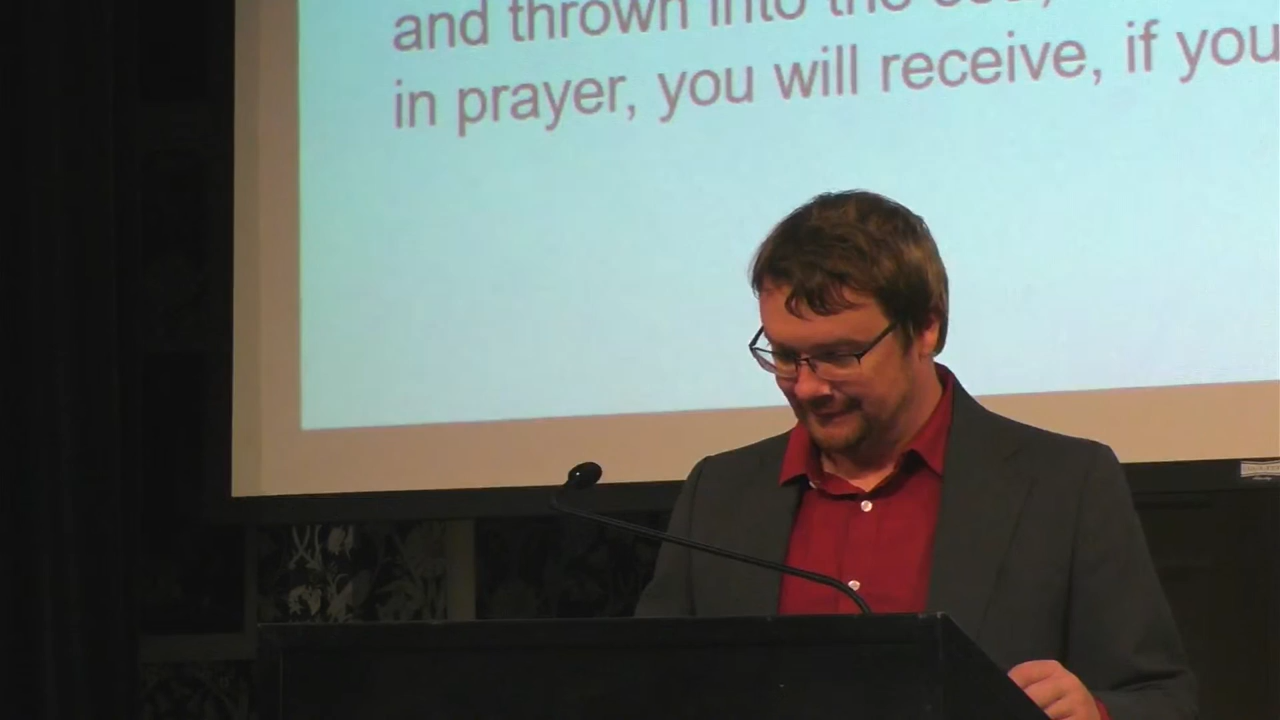 and thrown into the
in prayer, you will receive, if you